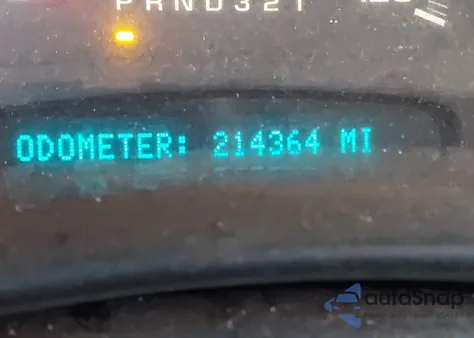 PRND321
ODOMETER: 214364 MI
autoSnap